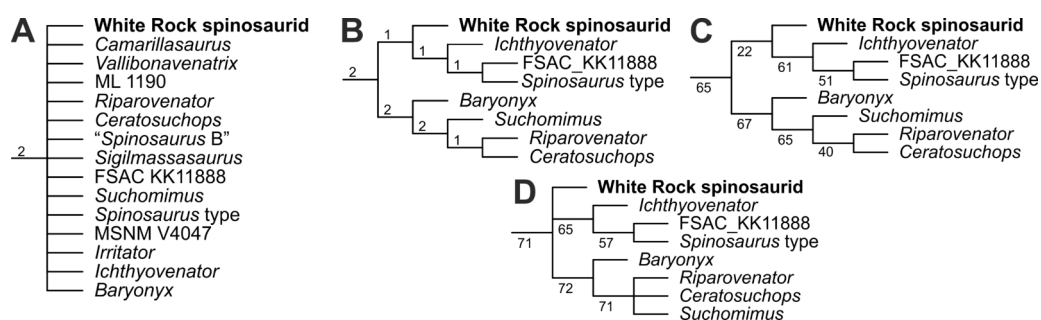 A
White Rock spinosaurid
Camarillasaurus
Vallibonavenatrix
ML 1190
Riparovenator
Ceratosuchops
"Spinosaurus B"
2
Sigilmassasaurus
FSAC KK11888
Suchomimus
Spinosaurus type
MSNM V4047
Irritator
Ichthyovenator
Baryonyx
B
White Rock spinosaurid
1
Ichthyovenator
1
FSAC_KK11888
1
Spinosaurus type
2
Baryonyx
2
Suchomimus
2
Riparovenator
1
Ceratosuchops
C
White Rock spinosaurid
22
Ichthyovenator
61
FSAC_KK11888
51
Spinosaurus type
65
Baryonyx
67
Suchomimus
65
Riparovenator
40
Ceratosuchops
D
White Rock spinosaurid
Ichthyovenator
65
FSAC_KK11888
57
Spinosaurus type
71
Baryonyx
72
Riparovenator
71
Ceratosuchops
Suchomimus